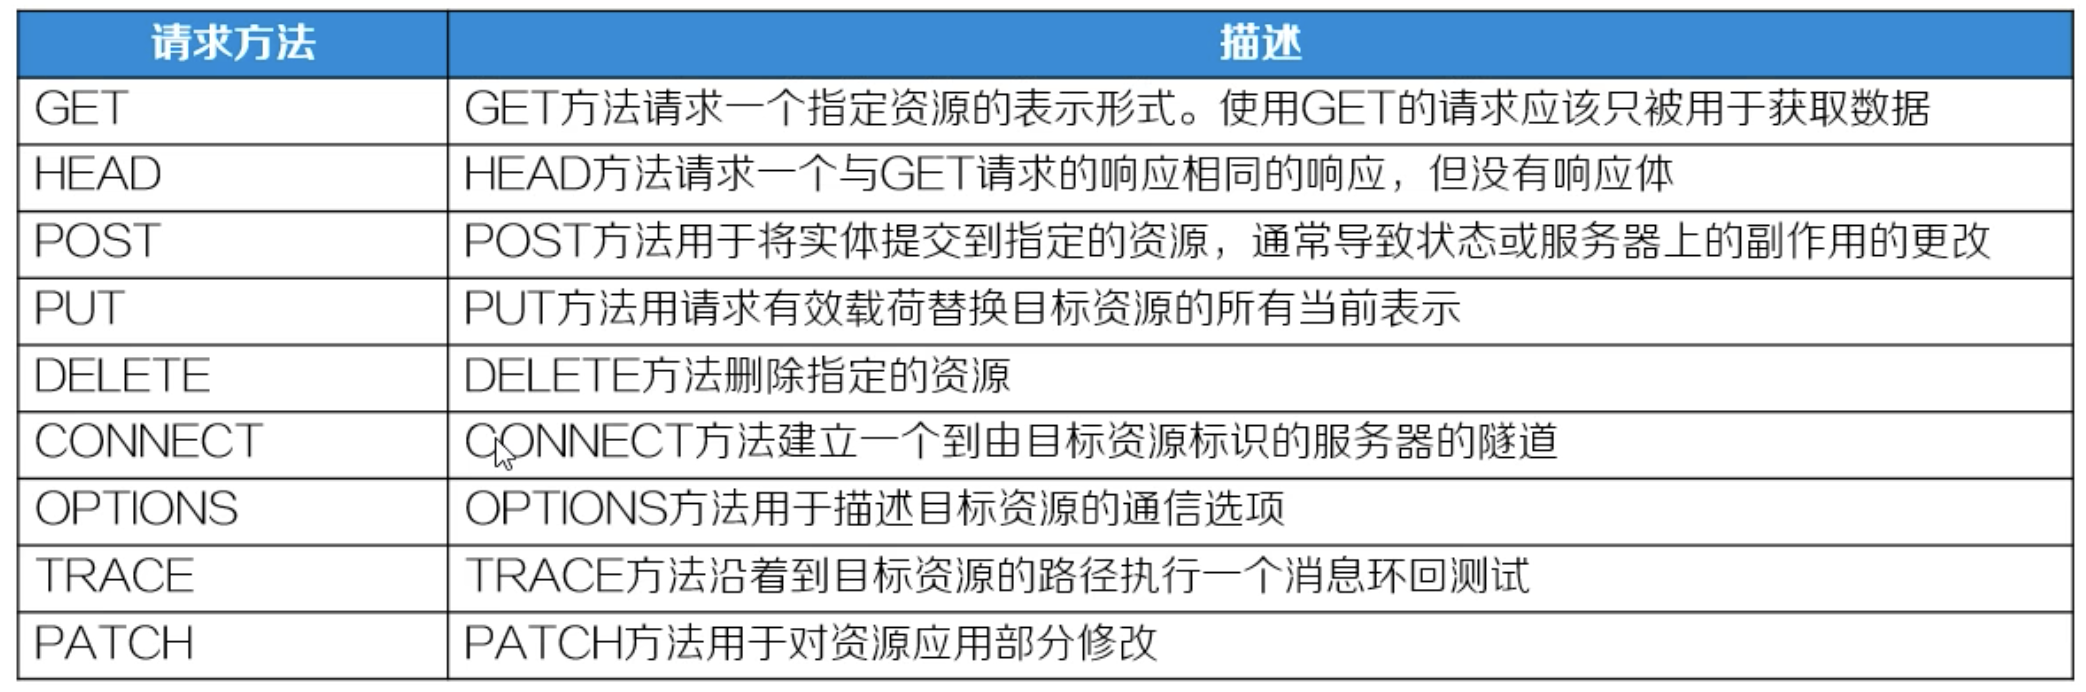 请求方法 描述
GET GET方法请求一个指定资源的表示形式。使用GET的请求应该只被用于获取数据
HEAD HEAD方法请求一个与GET请求的响应相同的响应，但没有响应体
POST POST方法用于将实体提交到指定的资源，通常导致状态或服务器上的副作用的更改
PUT PUT方法用请求有效载荷替换目标资源的所有当前表示
DELETE DELETE方法删除指定的资源
CONNECT CONNECT方法建立一个到由目标资源标识的服务器的隧道
OPTIONS OPTIONS方法用于描述目标资源的通信选项
TRACE TRACE方法沿着到目标资源的路径执行一个消息环回测试
PATCH PATCH方法用于对资源应用部分修改